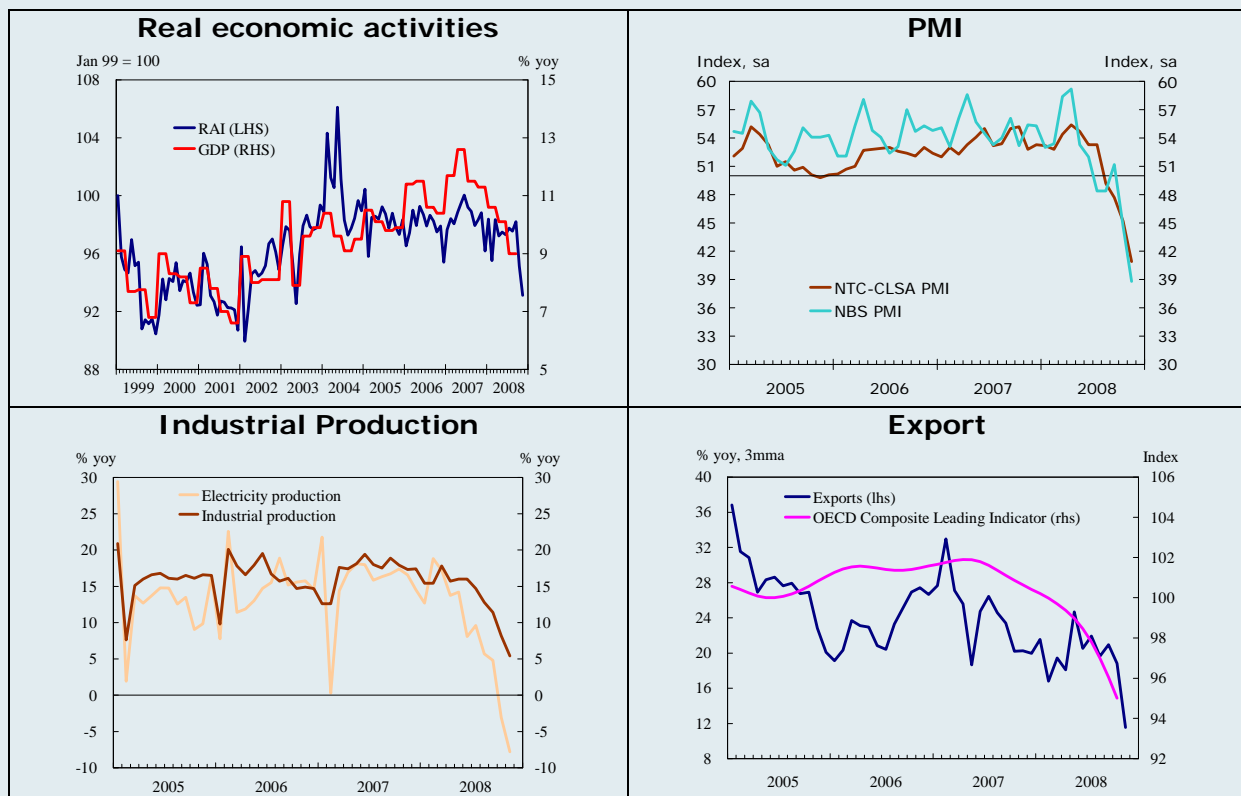 Real economic activities
Jan 99 = 100
% yoy
108
104
100
96
92
88
15
13
11
9
7
5
RAI (LHS)
GDP (RHS)
1999 2000 2001 2002 2003 2004 2005 2006 2007 2008
PMI
Index, sa
Index, sa
60
57
54
51
48
45
42
39
36
33
30
60
57
54
51
48
45
42
39
36
33
30
NTC-CLSA PMI
NBS PMI
2005 2006 2007 2008
Industrial Production
% yoy
% yoy
30
25
20
15
10
5
0
-5
-10
30
25
20
15
10
5
0
-5
-10
Electricity production
Industrial production
2005 2006 2007 2008
Export
% yoy, 3mma
Index
40
36
32
28
24
20
16
12
8
106
104
102
100
98
96
94
92
Exports (lhs)
OECD Composite Leading Indicator (rhs)
2005 2006 2007 2008